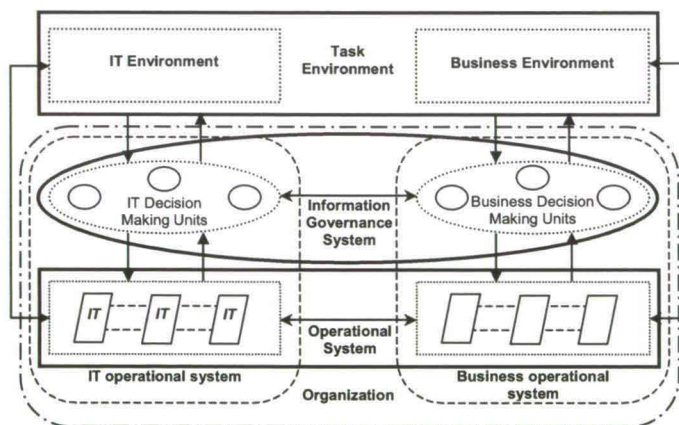 IT Environment
Task
Environment
Business Environment
IT Decision
Making Units
Information
Governance
System
Business Decision
Making Units
IT
IT
IT
Operational
System
IT operational system
Business operational
system
Organization